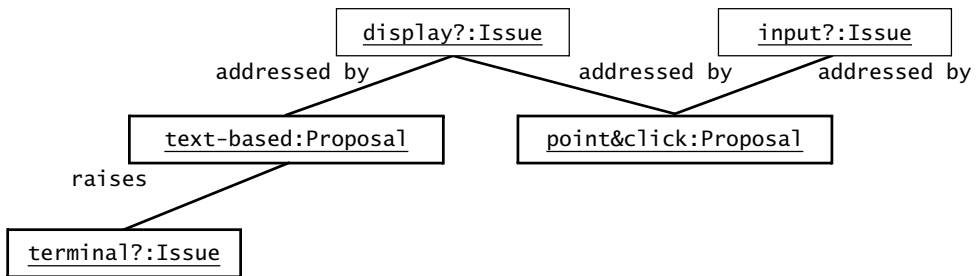 display?:Issue
input?:Issue
addressed by
addressed by
addressed by
text-based:Proposal
point&click:Proposal
raises
terminal?:Issue